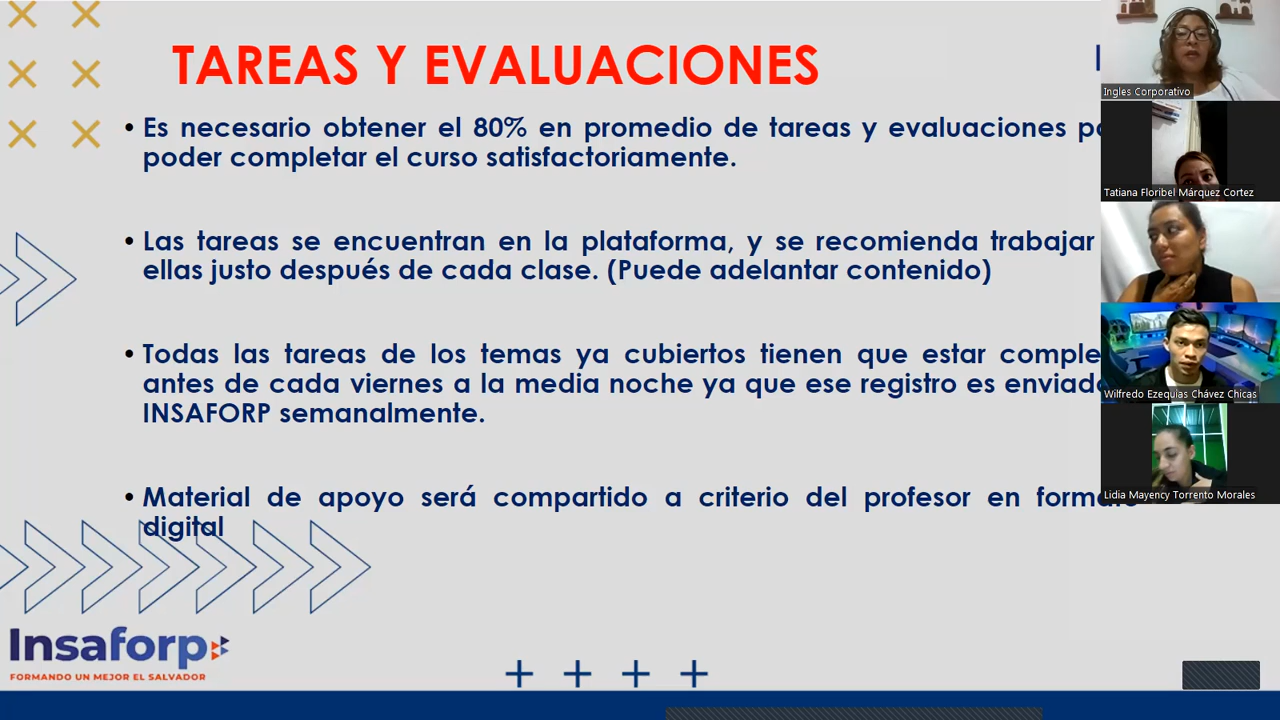 TAREAS Y EVALUACIONES
• Es necesario obtener el 80% en promedio de tareas y evaluaciones
poder completar el curso satisfactoriamente.
• Las tareas se encuentran en la plataforma, y se recomienda trabajar
ellas justo después de cada clase. (Puede adelantar contenido)
• Todas las tareas de los temas ya cubiertos tienen que estar
antes de cada viernes a la media noche ya que ese registro es
INSAFORP semanalmente.
• Material de apoyo será compartido a criterio del profesor en formato
digital
Insaforp
FORMANDO UN MEJOR EL SALVADOR
Ingles Corporativo
Tatiana Floribel Márquez Cortez
Wilfredo Ezequías Chávez Chicas
Lidia Mayency Torrento Morales